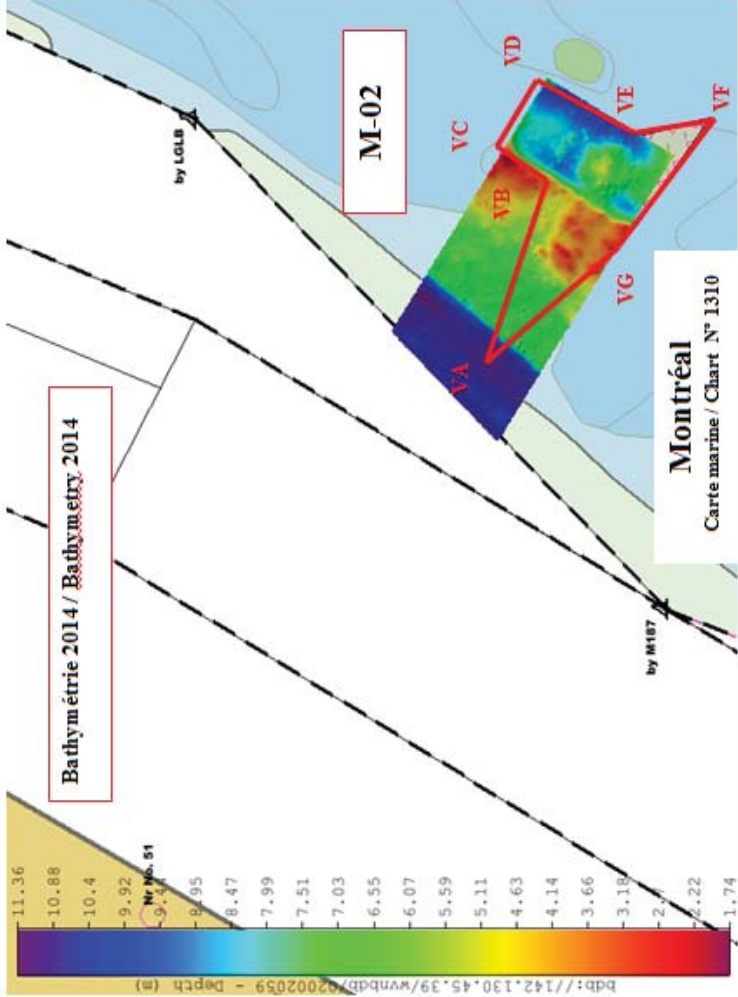 Bathymétrie 2014 / Bathymetry 2014
M-02
by LGLB
VC
VD
VB
VE
VA
VF
VG
by M187
Montréal
Carte marine / Chart N° 1310
Nr No. 51
11.36
10.88
10.4
9.92
9.43
8.95
8.47
7.99
7.51
7.03
6.55
6.07
5.59
5.11
4.63
4.14
3.66
3.18
2.7
2.22
1.74
bdb://142.130.45.39/wvnbdb/020002059 - Depth (m)